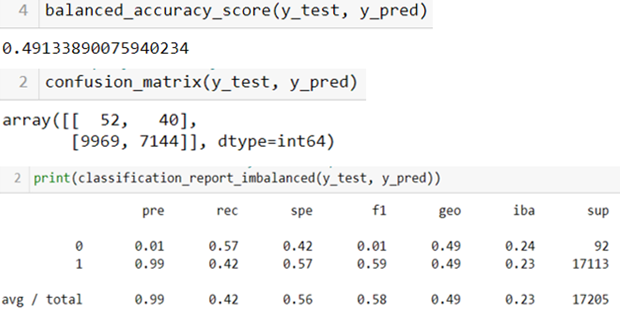 4 balanced_accuracy_score(y_test, y_pred)
0.49133890075940234
2 confusion_matrix(y_test, y_pred)
array([[ 52, 40],
[9969, 7144]], dtype=int64)
2 print(classification_report_imbalanced(y_test, y_pred))
pre rec spe f1 geo iba sup
0 0.01 0.57 0.42 0.01 0.49 0.24 92
1 0.99 0.42 0.57 0.59 0.49 0.23 17113
avg / total 0.99 0.42 0.56 0.58 0.49 0.23 17205